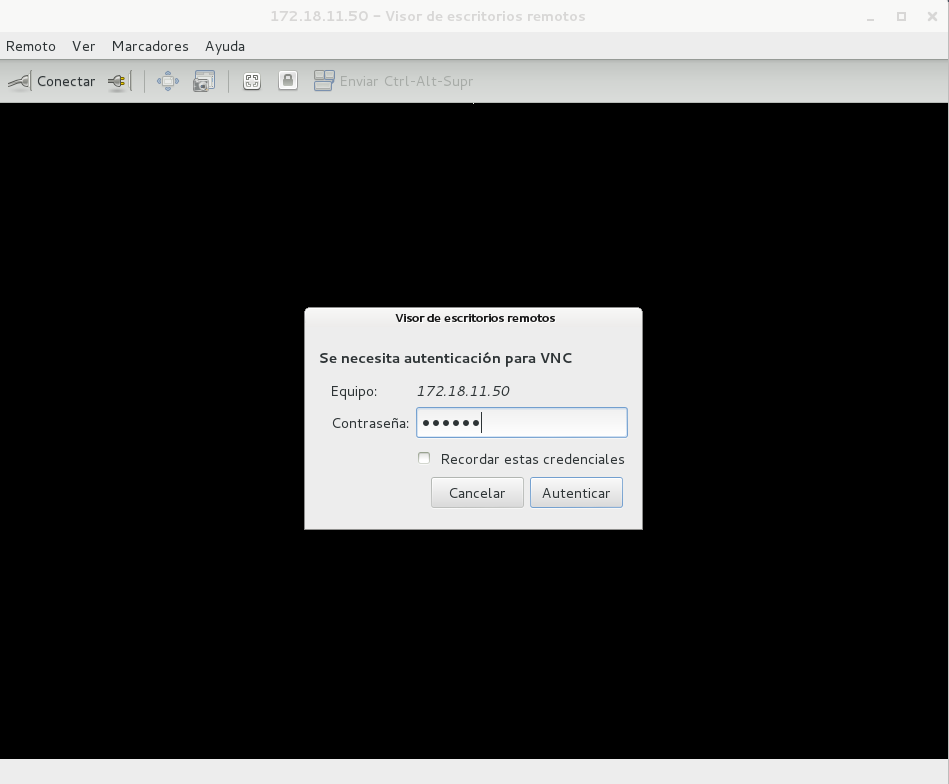 172.18.11.50 – Visor de escritorios remotos
Remoto Ver Marcadores Ayuda
Conectar Enviar Ctrl-Alt-Supr
Visor de escritorios remotos
Se necesita autenticación para VNC
Equipo: 172.18.11.50
Contraseña: ••••••
Recordar estas credenciales
Cancelar Autenticar